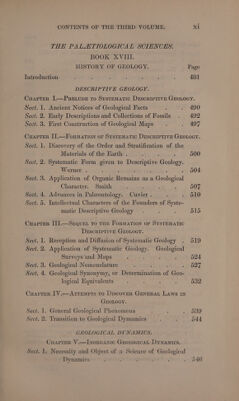 CONTENTS OF THE THIRD VOLUME. xi
THE PALÆTIOLOGICAL SCIENCES.
BOOK XVIII.
HISTORY OF GEOLOGY. Page
Introduction . . . . . . 481
DESCRIPTIVE GEOLOGY.
CHAPTER I.—PRELUDE TO SYSTEMATIC DESCRIPTIVE GEOLOGY.
Sect. 1. Ancient Notices of Geological Facts . . . 490
Sect. 2. Early Descriptions and Collections of Fossils . 492
Sect. 3. First Construction of Geological Maps . . 497
CHAPTER II.—FORMATION OF SYSTEMATIC DESCRIPTIVE GEOLOGY.
Sect. 1. Discovery of the Order and Stratification of the
Materials of the Earth . . . . 500
Sect. 2. Systematic Form given to Descriptive Geology.
Werner . . . . . 504
Sect. 3. Application of Organic Remains as a Geological
Character. Smith . . . . 507
Sect. 4. Advances in Palæontology. Cuvier . . 510
Sect. 5. Intellectual Characters of the Founders of Syste-
matic Descriptive Geology . . . 515
CHAPTER III.—SEQUEL TO THE FORMATION OF SYSTEMATIC
DESCRIPTIVE GEOLOGY.
Sect. 1. Reception and Diffusion of Systematic Geology . 519
Sect. 2. Application of Systematic Geology. Geological
Surveys and Maps . . . 524
Sect. 3. Geological Nomenclature . . . 527
Sect. 4. Geological Synonymy, or Determination of Geo-
logical Equivalents . . . 532
CHAPTER IV.—ATTEMPTS TO DISCOVER GENERAL LAWS IN
GEOLOGY.
Sect. 1. General Geological Phenomena . . . 539
Sect. 2. Transition to Geological Dynamics . . 544
GEOLOGICAL DYNAMICS.
CHAPTER V.—INORGANIC GEOLOGICAL DYNAMICS.
Sect. 1. Necessity and Object of a Science of Geological
Dynamics . . . . . 546